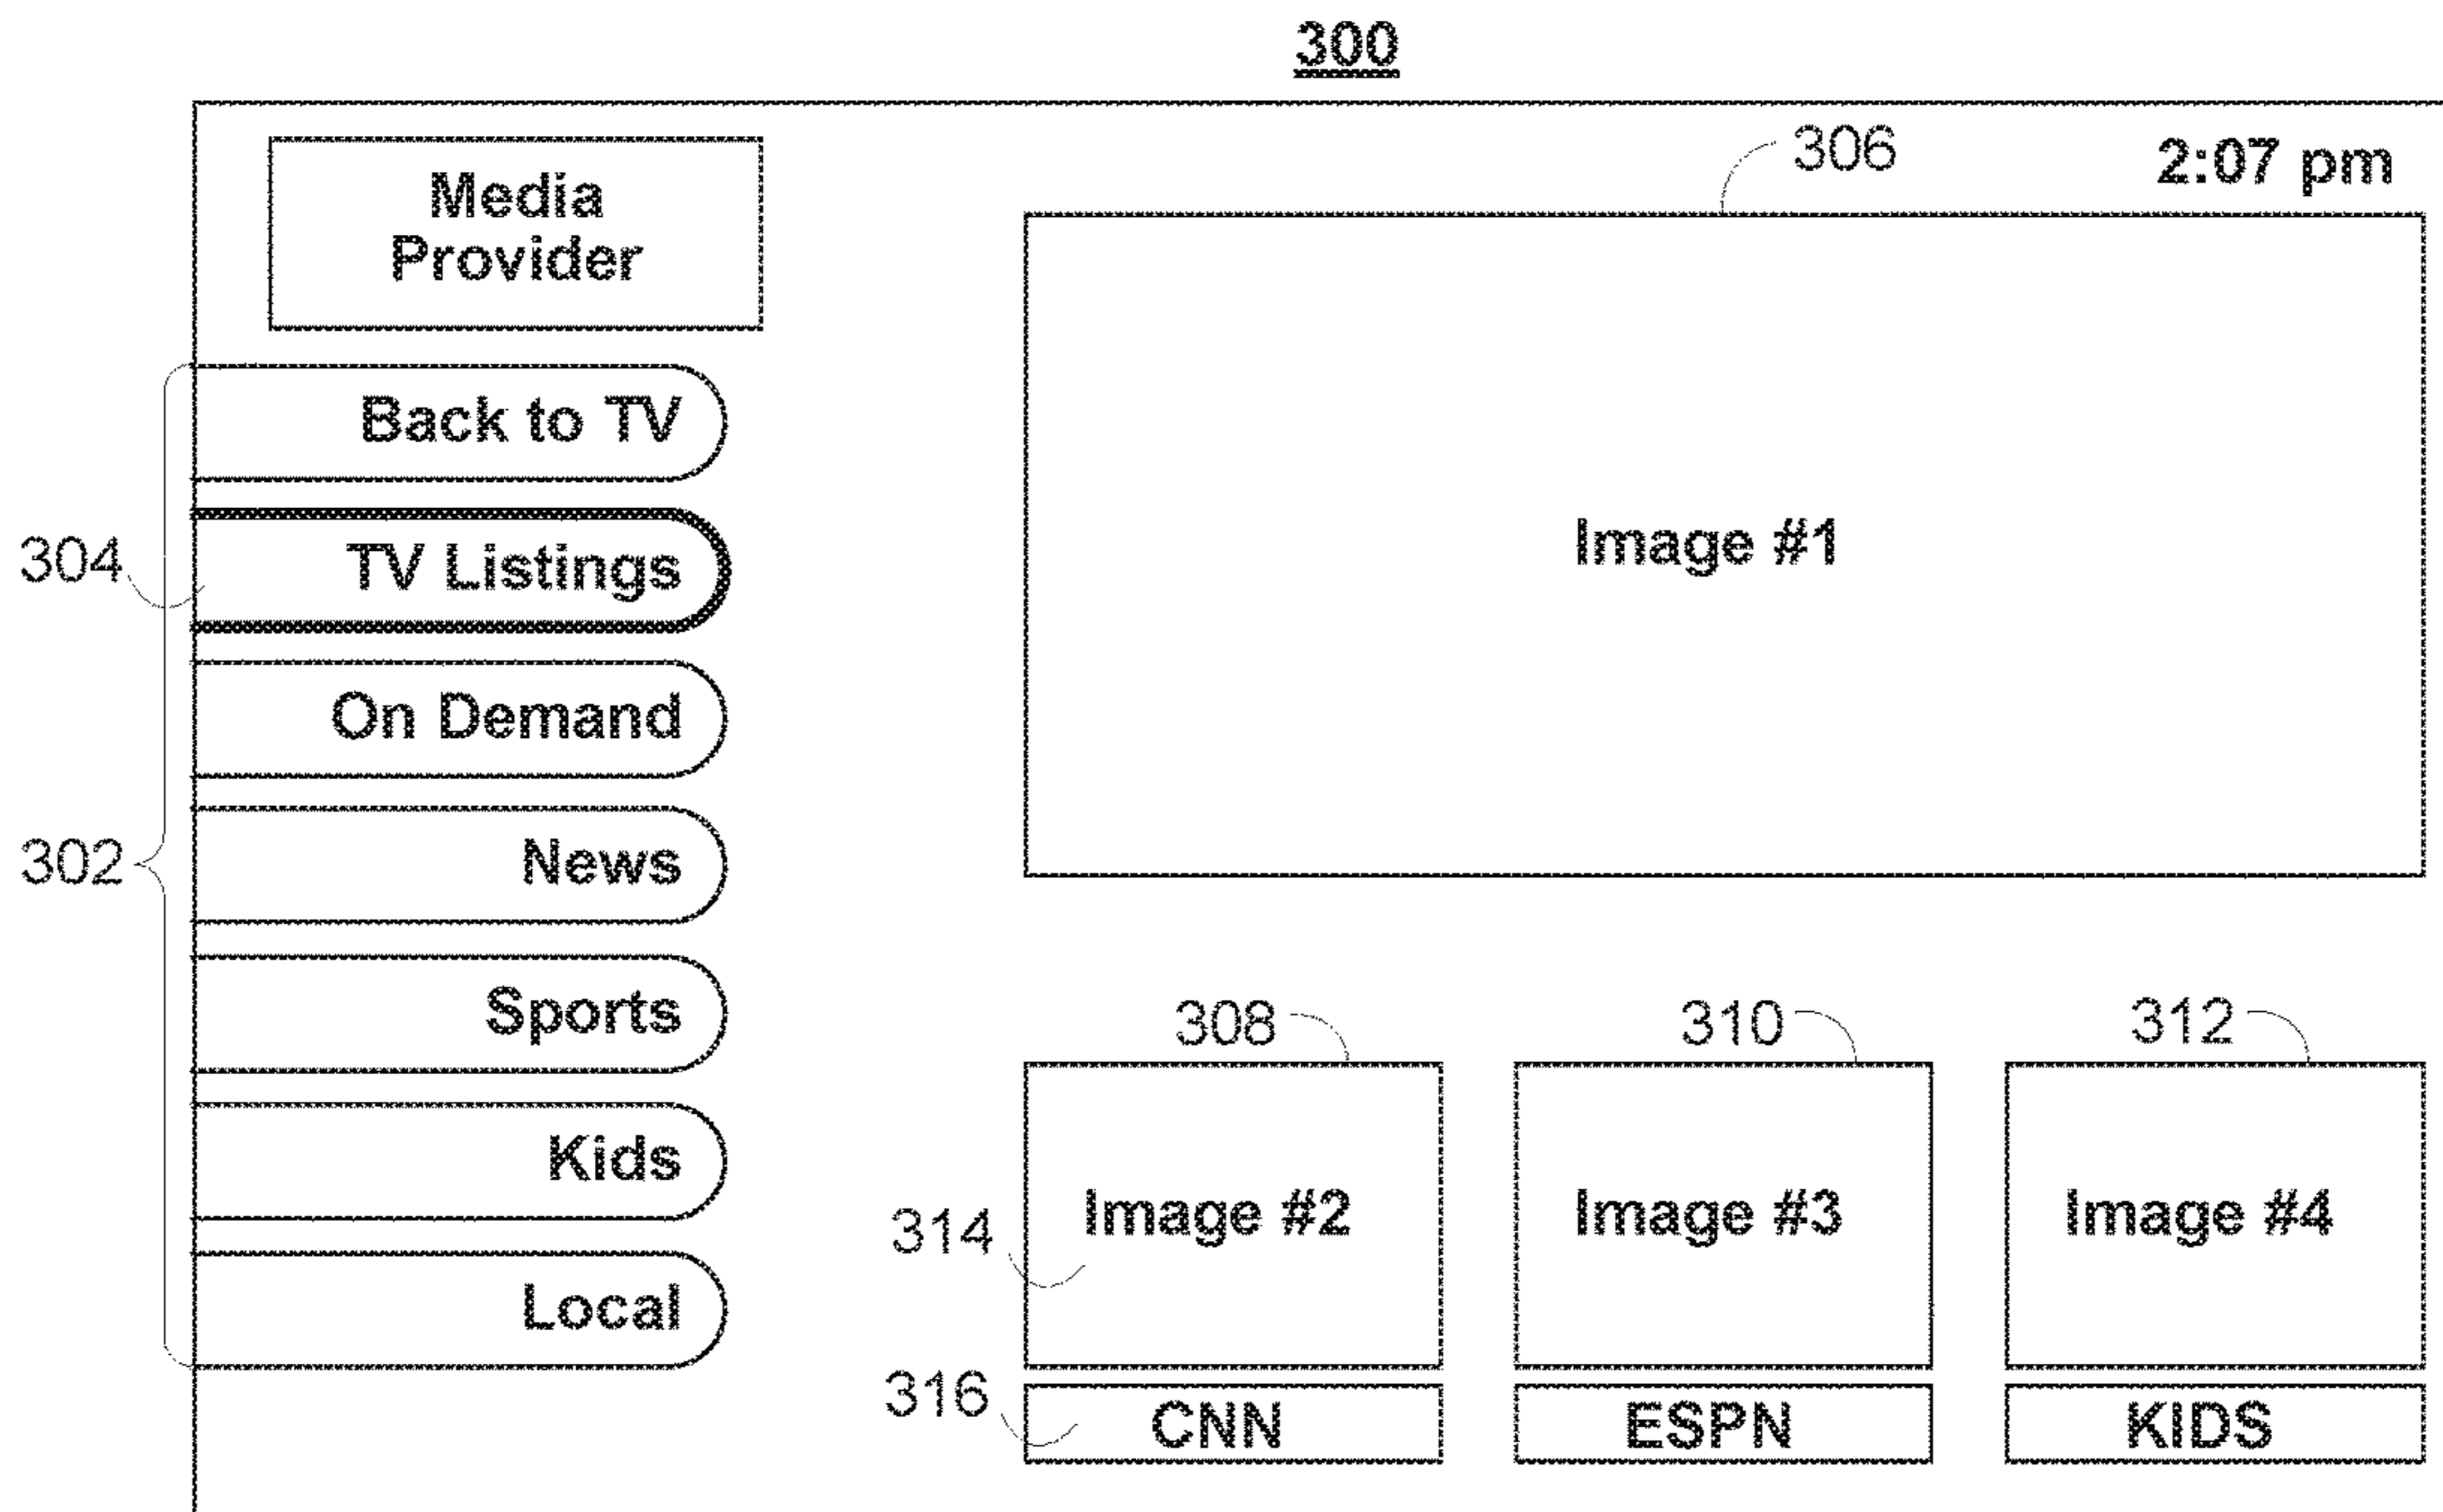 300
306
2:07 pm
Media
Provider
Back to TV
304
TV Listings
Image #1
On Demand
302
News
Sports
308
310
312
Kids
314
Image #2
Image #3
Image #4
Local
316
CNN
ESPN
KIDS